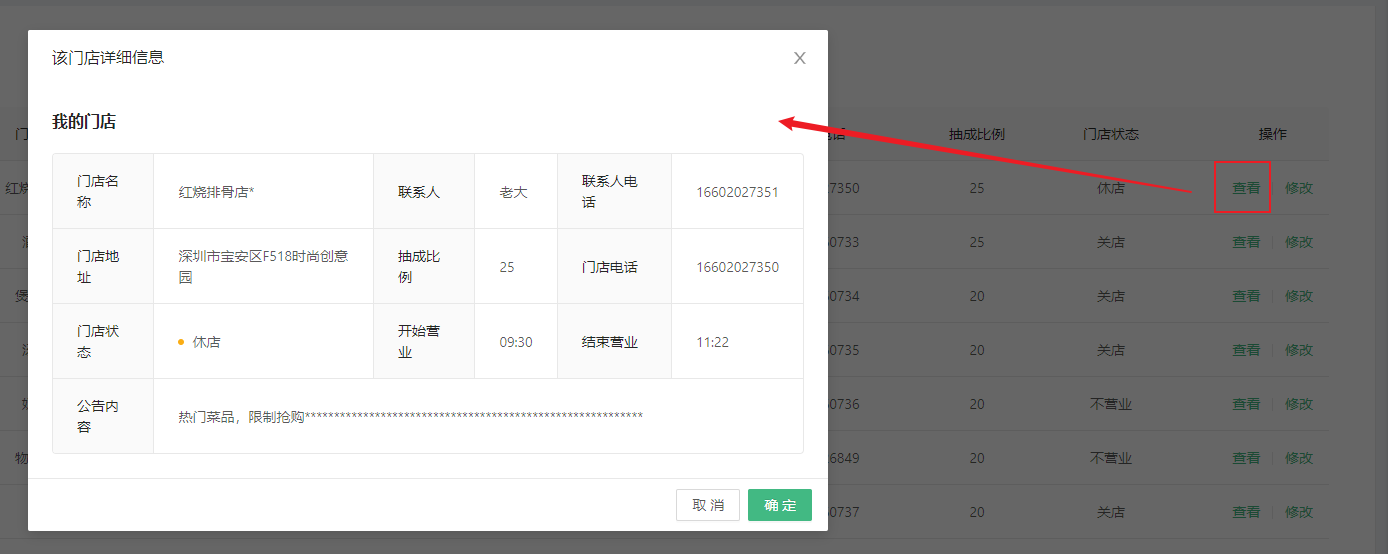 该门店详细信息
我的门店
门店名称 红烧排骨店* 联系人 老大 联系人电话 16602027351
门店地址 深圳市宝安区F518时尚创意园 抽成比例 25 门店电话 16602027350
门店状态 休店 开始营业 09:30 结束营业 11:22
公告内容 热门菜品，限制抢购**********************************************************
取消 确定
抽成比例 门店状态 操作
7350 25 休店 查看 修改
0733 25 关店 查看 修改
0734 20 关店 查看 修改
0735 20 关店 查看 修改
0736 20 不营业 查看 修改
6849 20 不营业 查看 修改
0737 20 关店 查看 修改